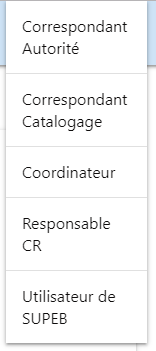 Correspondant
Autorité
Correspondant
Catalogage
Coordinateur
Responsable
CR
Utilisateur de
SUPEB